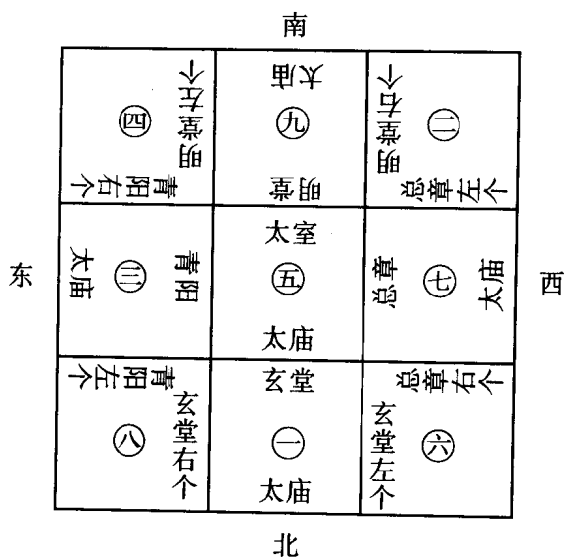 南
明堂左个
㊃
青阳右个
太庙
㊈
明堂
明堂右个
㊁
总章左个
东
太庙
㊂
青阳
太室
㊄
太庙
总章
㊆
太庙
西
青阳左个
㊇
玄堂右个
玄堂
㊀
太庙
总章右个
㊅
玄堂左个
北